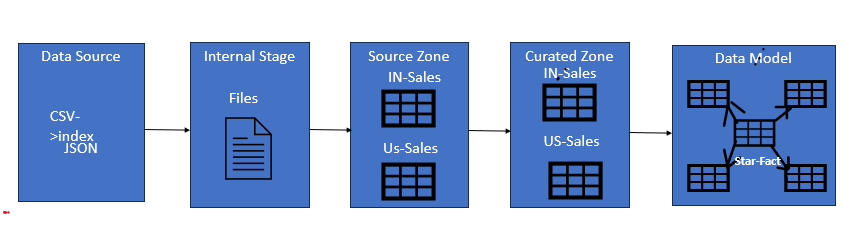 Data Source
CSV-
>index
JSON
Internal Stage
Files
Source Zone
IN-Sales
Us-Sales
Curated Zone
IN-Sales
US-Sales
Data Model
Star-Fact